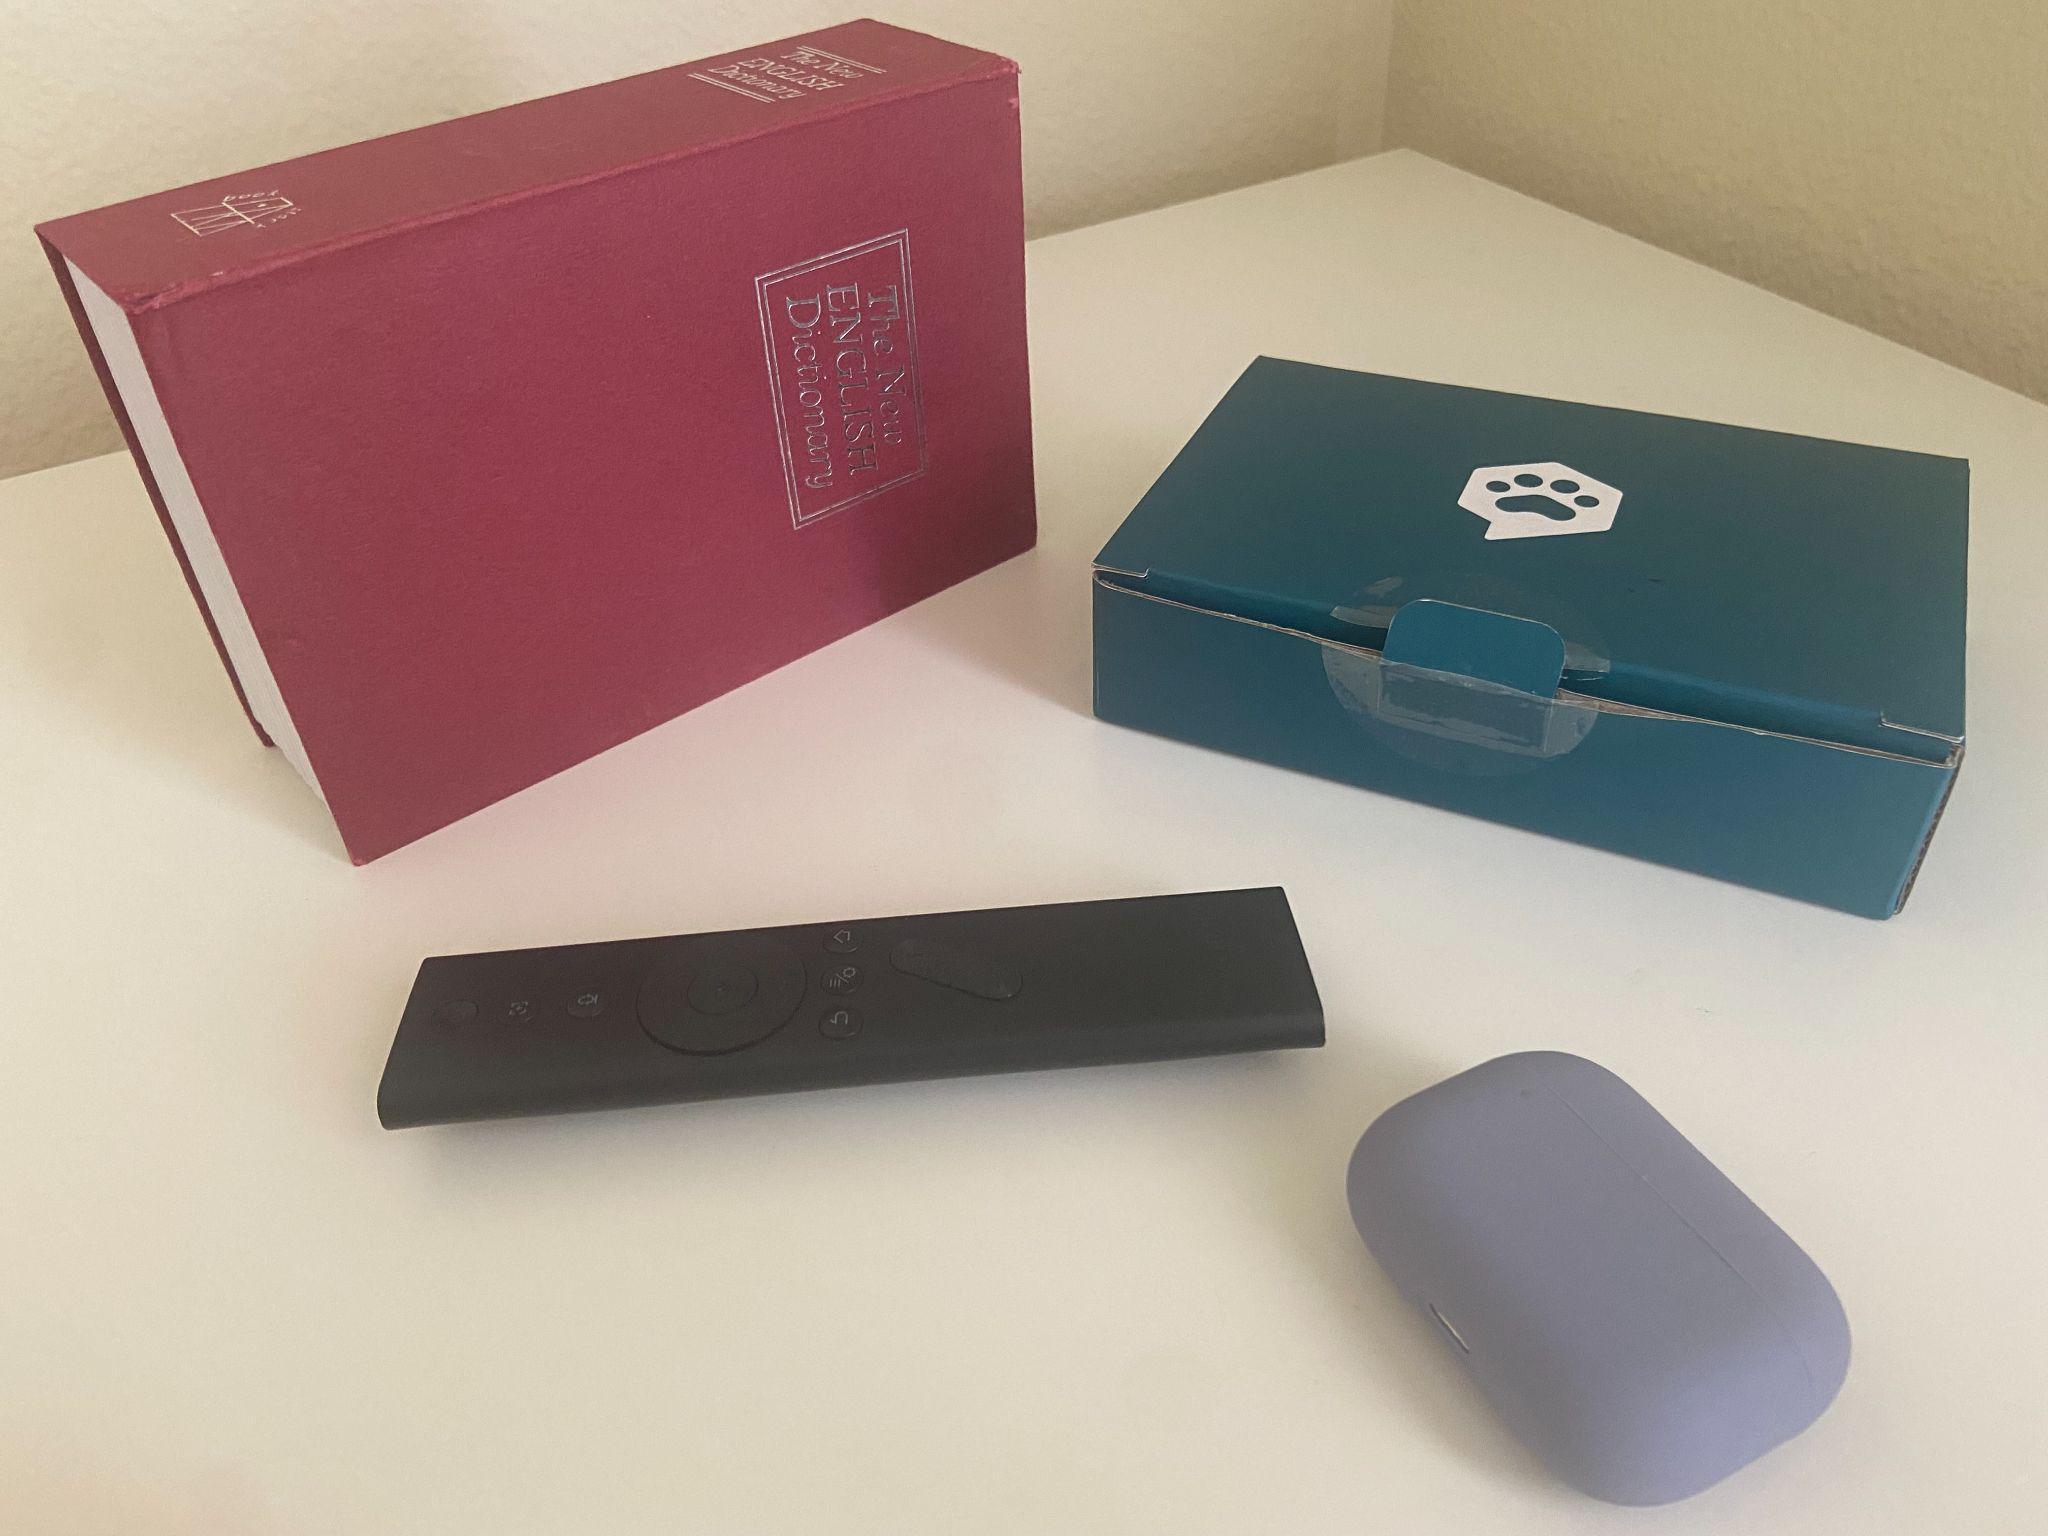 The New
ENGLISH
Dictionary
The New
ENGLISH
Dictionary